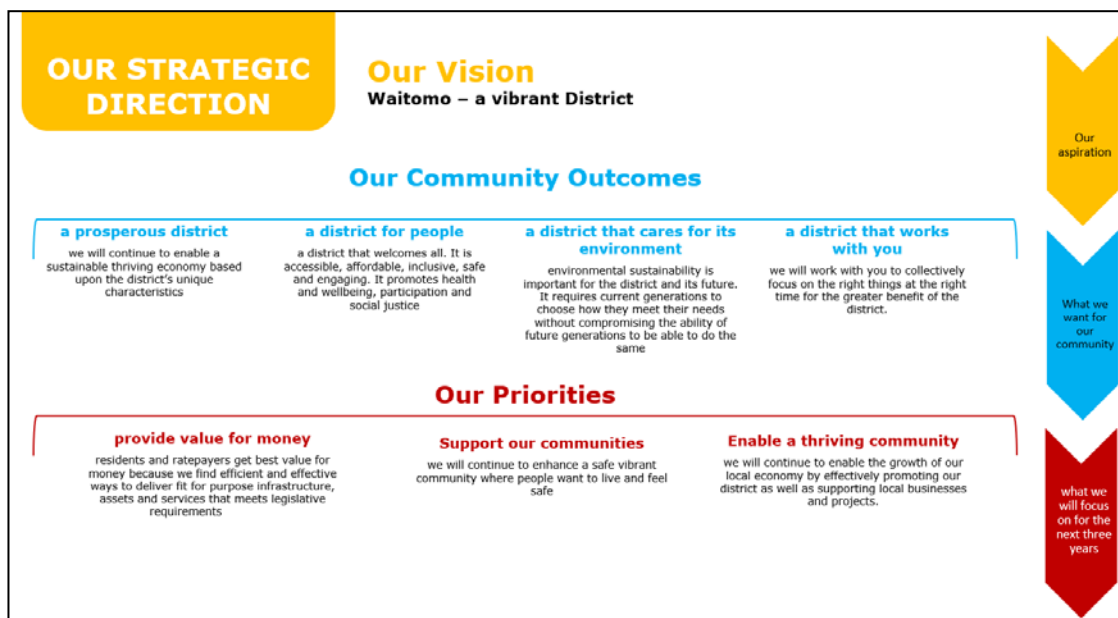 OUR STRATEGIC
DIRECTION
Our Vision
Waitomo – a vibrant District
Our
aspiration
Our Community Outcomes
a prosperous district
we will continue to enable a
sustainable thriving economy based
upon the district's unique
characteristics
a district for people
a district that welcomes all. It is
accessible, affordable, inclusive, safe
and engaging. It promotes health
and wellbeing, participation and
social justice
a district that cares for its
environment
environmental sustainability is
important for the district and its future.
It requires current generations to
choose how they meet their needs
without compromising the ability of
future generations to be able to do the
same
a district that works
with you
we will work with you to collectively
focus on the right things at the right
time for the greater benefit of the
district.
What we
want for
our
community
Our Priorities
provide value for money
residents and ratepayers get best value for
money because we find efficient and effective
ways to deliver fit for purpose infrastructure,
assets and services that meets legislative
requirements
Support our communities
we will continue to enhance a safe vibrant
community where people want to live and feel
safe
Enable a thriving community
we will continue to enable the growth of our
local economy by effectively promoting our
district as well as supporting local businesses
and projects.
what we
will focus
on for the
next three
years